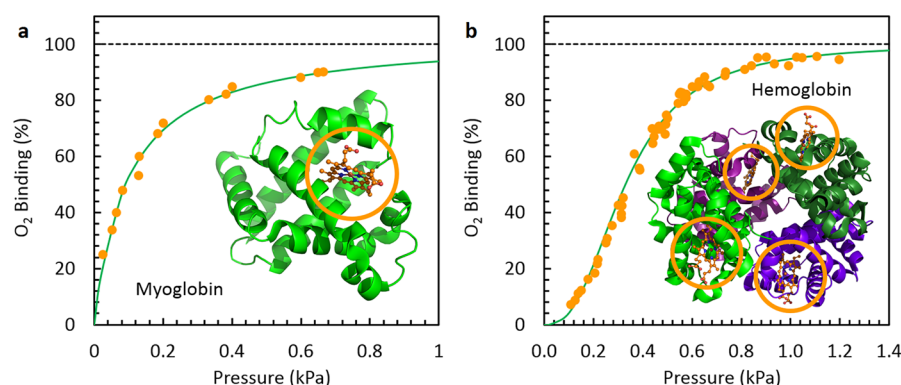 a
100
80
60
40
20
0
O2 Binding (%)
Myoglobin
0 0.2 0.4 0.6 0.8 1
Pressure (kPa)
b
100
80
60
40
20
0
O2 Binding (%)
Hemoglobin
0.0 0.2 0.4 0.6 0.8 1.0 1.2 1.4
Pressure (kPa)